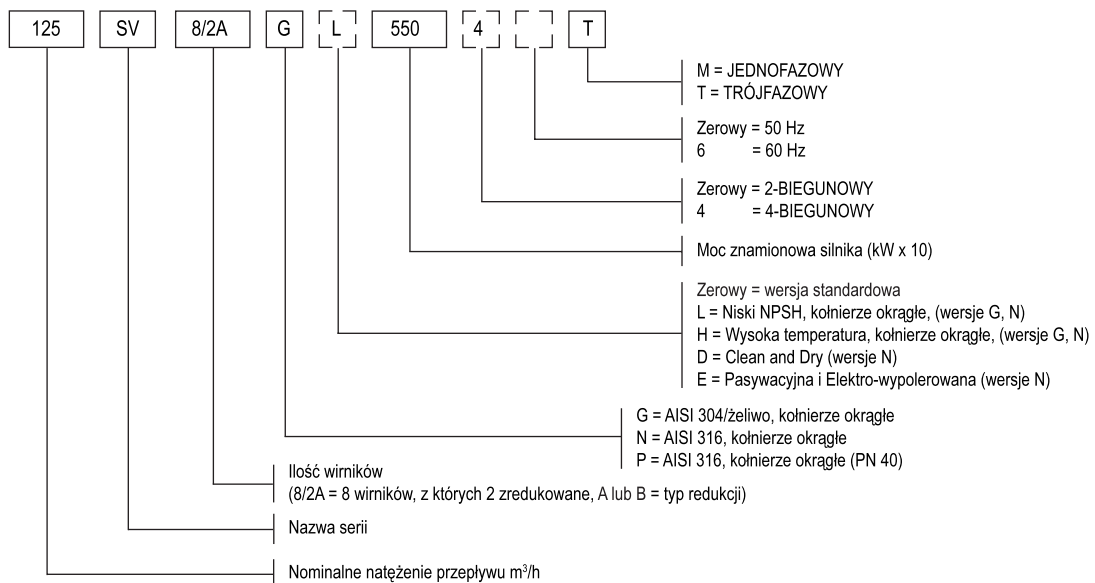 125 SV 8/2A G L 550 4 T
M = JEDNOFAZOWY
T = TRÓJFAZOWY
Zerowy = 50 Hz
6 = 60 Hz
Zerowy = 2-BIEGUNOWY
4 = 4-BIEGUNOWY
Moc znamionowa silnika (kW x 10)
Zerowy = wersja standardowa
L = Niski NPSH, kołnierze okrągłe, (wersje G, N)
H = Wysoka temperatura, kołnierze okrągłe, (wersje G, N)
D = Clean and Dry (wersje N)
E = Pasywacyjna i Elektro-wypolerowana (wersje N)
G = AISI 304/żeliwo, kołnierze okrągłe
N = AISI 316, kołnierze okrągłe
P = AISI 316, kołnierze okrągłe (PN 40)
Ilość wirników
(8/2A = 8 wirników, z których 2 zredukowane, A lub B = typ redukcji)
Nazwa serii
Nominalne natężenie przepływu m³/h